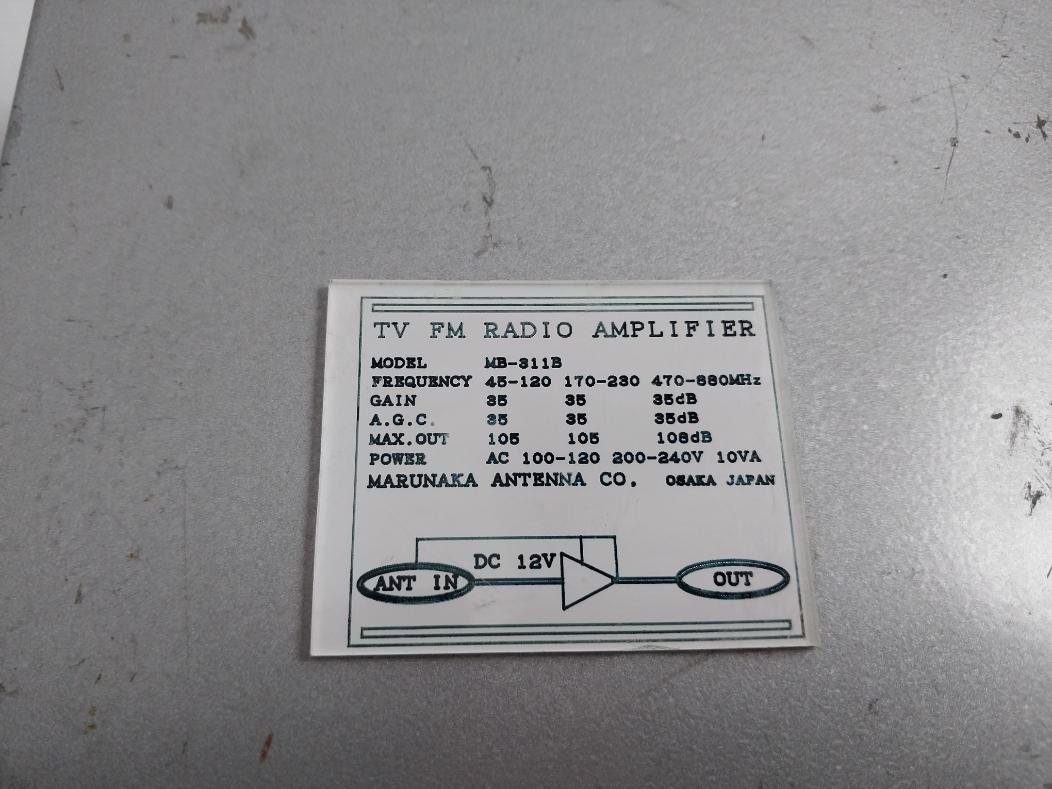 TV FM RADIO AMPLIFIER
MODEL MB-311B
FREQUENCY 45-120 170-230 470-880MHz
GAIN 35 35 35dB
A.G.C. 35 35 35dB
MAX.OUT 105 105 108dB
POWER AC 100-120 200-240V 10VA
MARUNAKA ANTENNA CO. OSAKA JAPAN
DC 12V
ANT IN OUT